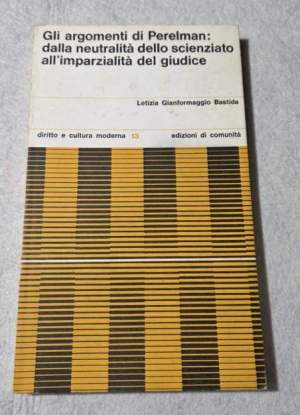 Gli argomenti di Perelman:
dalla neutralità dello scienziato
all'imparzialità del giudice
Letizia Gianformaggio Bastida
diritto e cultura moderna 13 edizioni di comunità